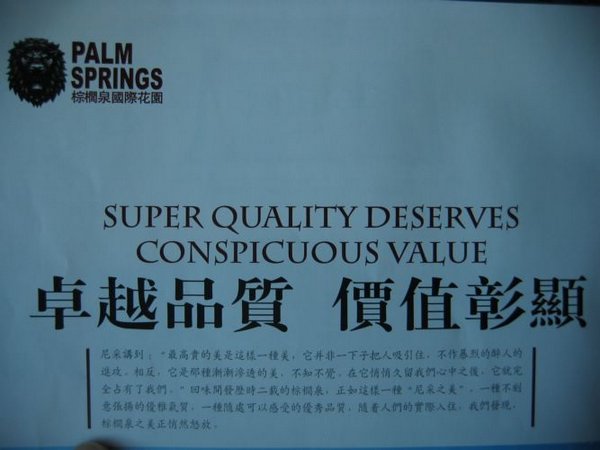 PALM
SPRINGS
棕櫚泉國際花園
SUPER QUALITY DESERVES
CONSPICUOUS VALUE
卓越品質 價值彰顯
尼采講到："最高貴的美是這樣一種美，它并非一下子把人吸引住，不作暴烈的醉人的
進攻。相反，它是那種漸漸滲透的美，不知不覺，在它悄悄久留我們心中之後，它就完
全占有了我們。"回味開發歷時二載的棕櫚泉，正如這樣一種"尼采之美"，一種不刻
意張揚的優雅氣質，一種隨處可以感受的優秀品質，隨着人們的實際入住，我們發現，
棕櫚泉之美正悄然怒放。